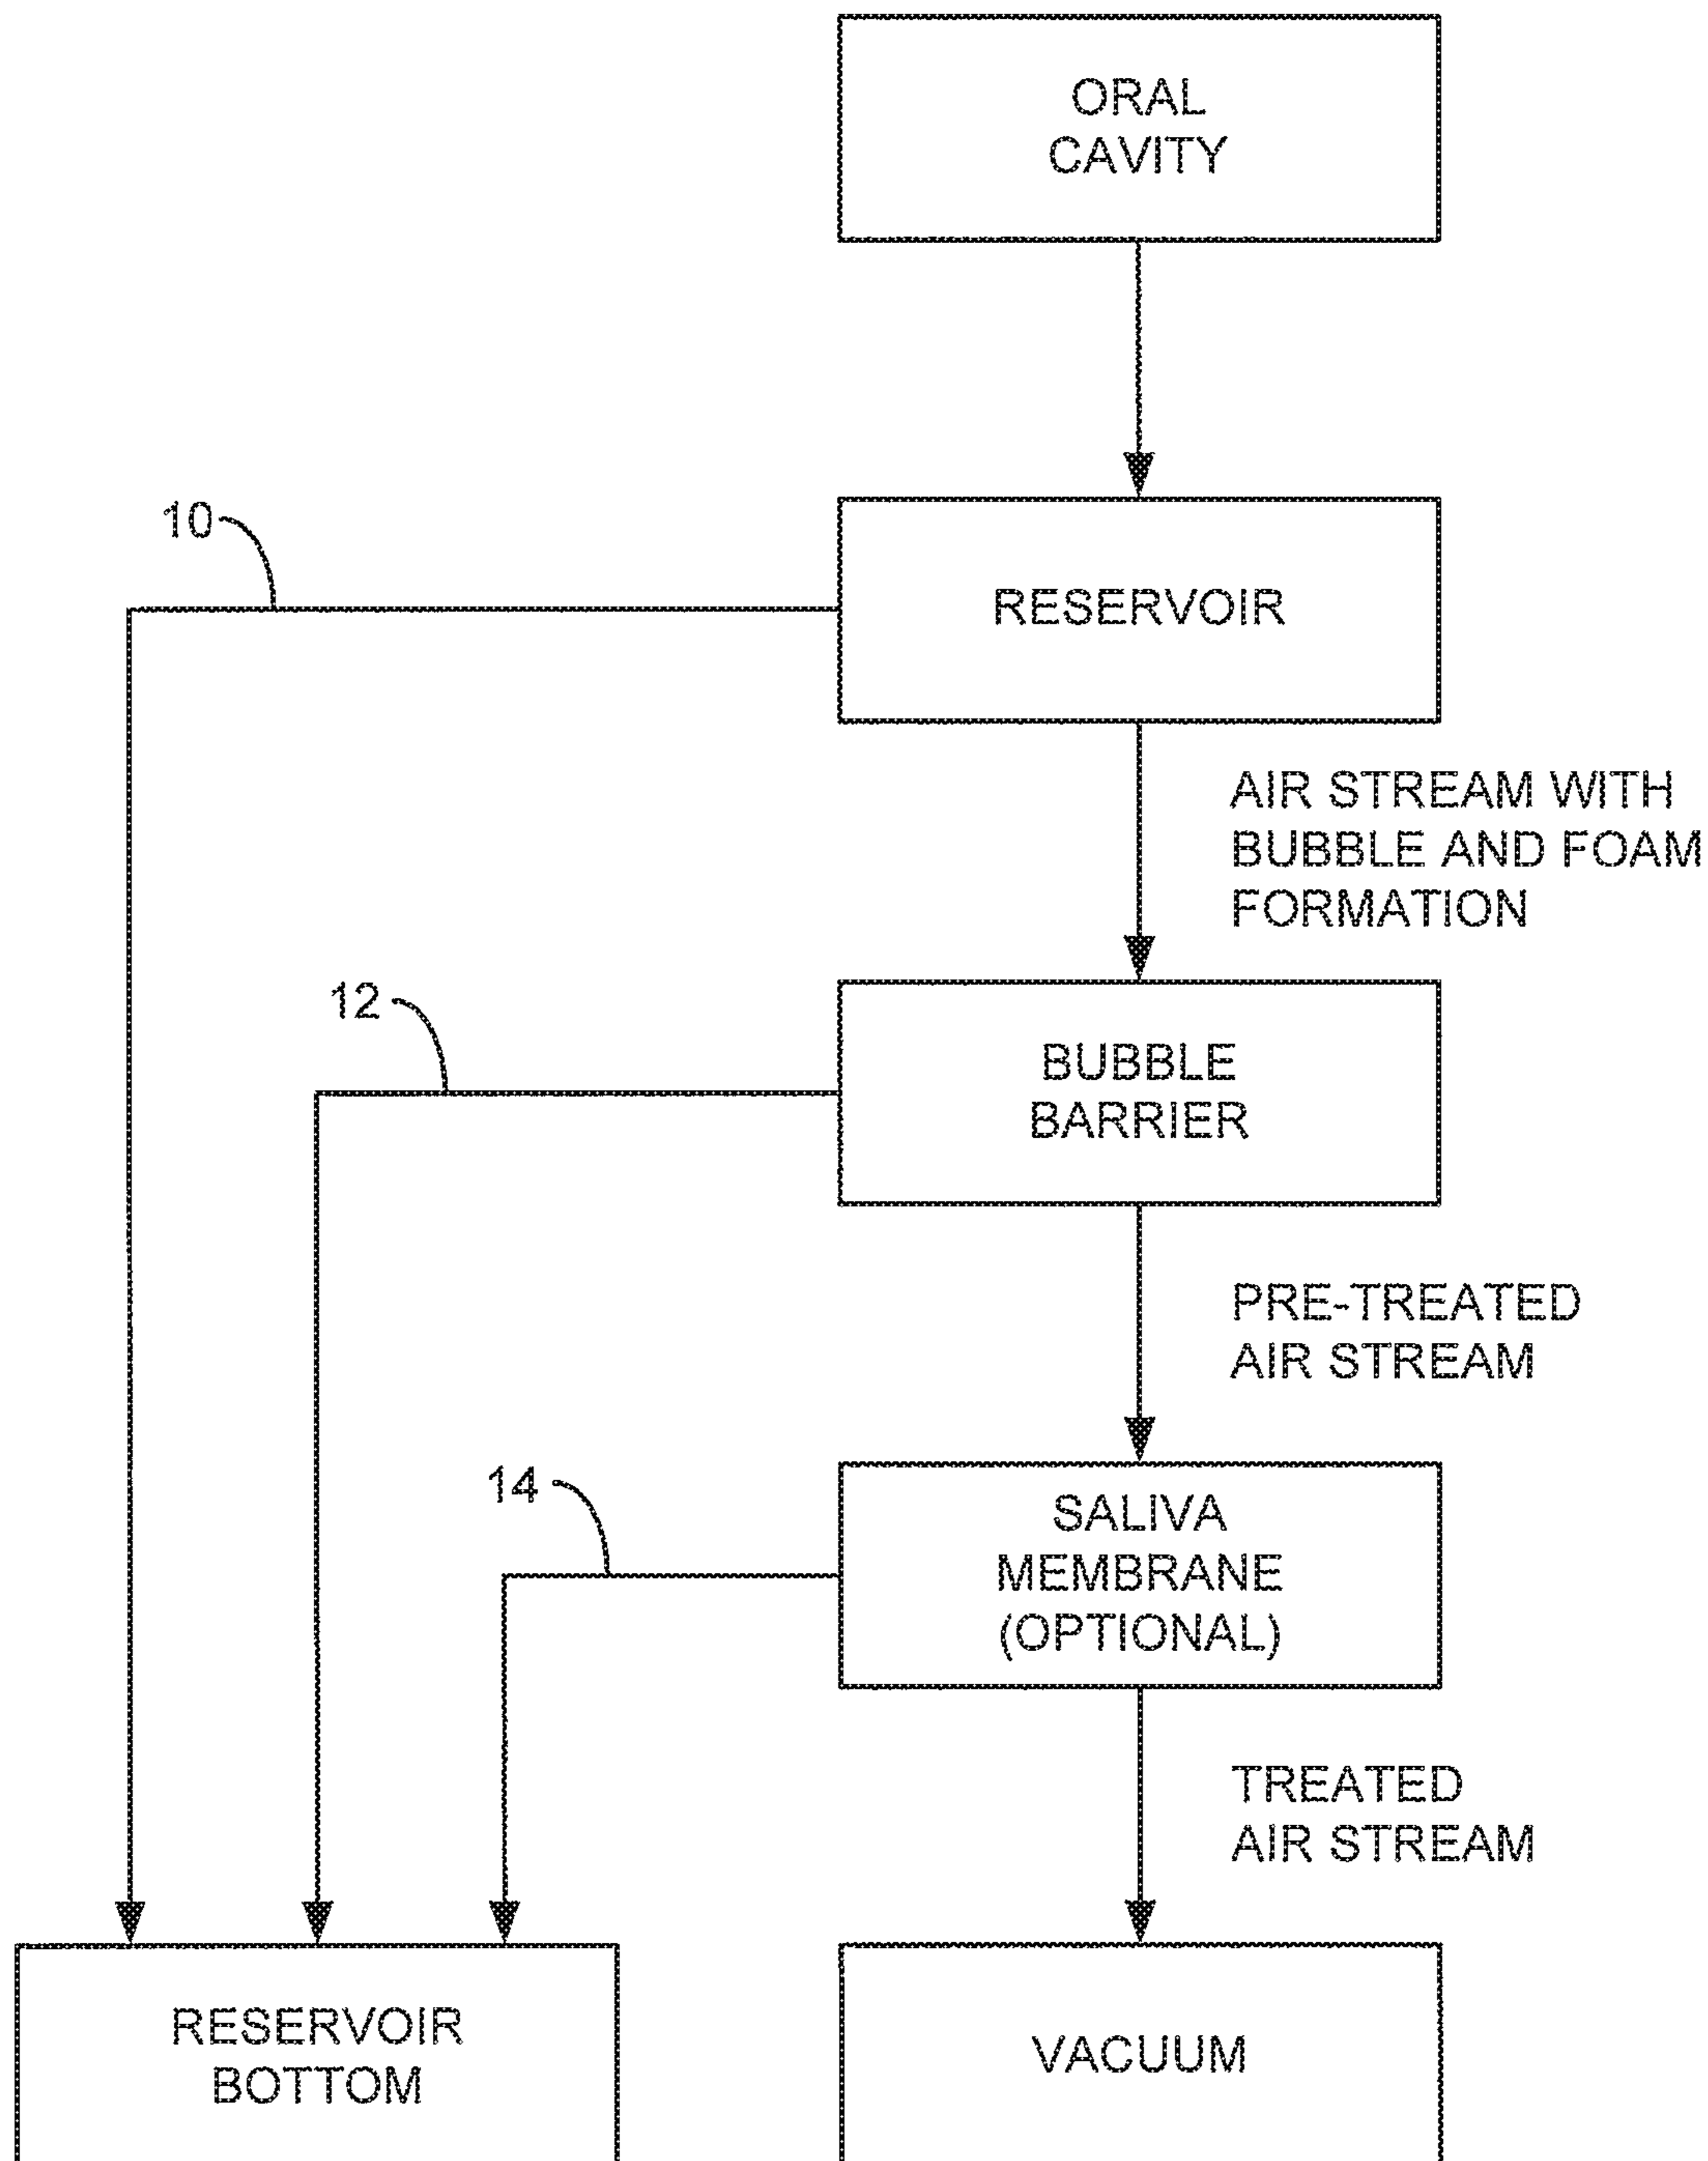 ORAL
CAVITY
10
RESERVOIR
AIR STREAM WITH
BUBBLE AND FOAM
FORMATION
12
BUBBLE
BARRIER
PRE-TREATED
AIR STREAM
14
SALIVA
MEMBRANE
(OPTIONAL)
TREATED
AIR STREAM
RESERVOIR
BOTTOM
VACUUM